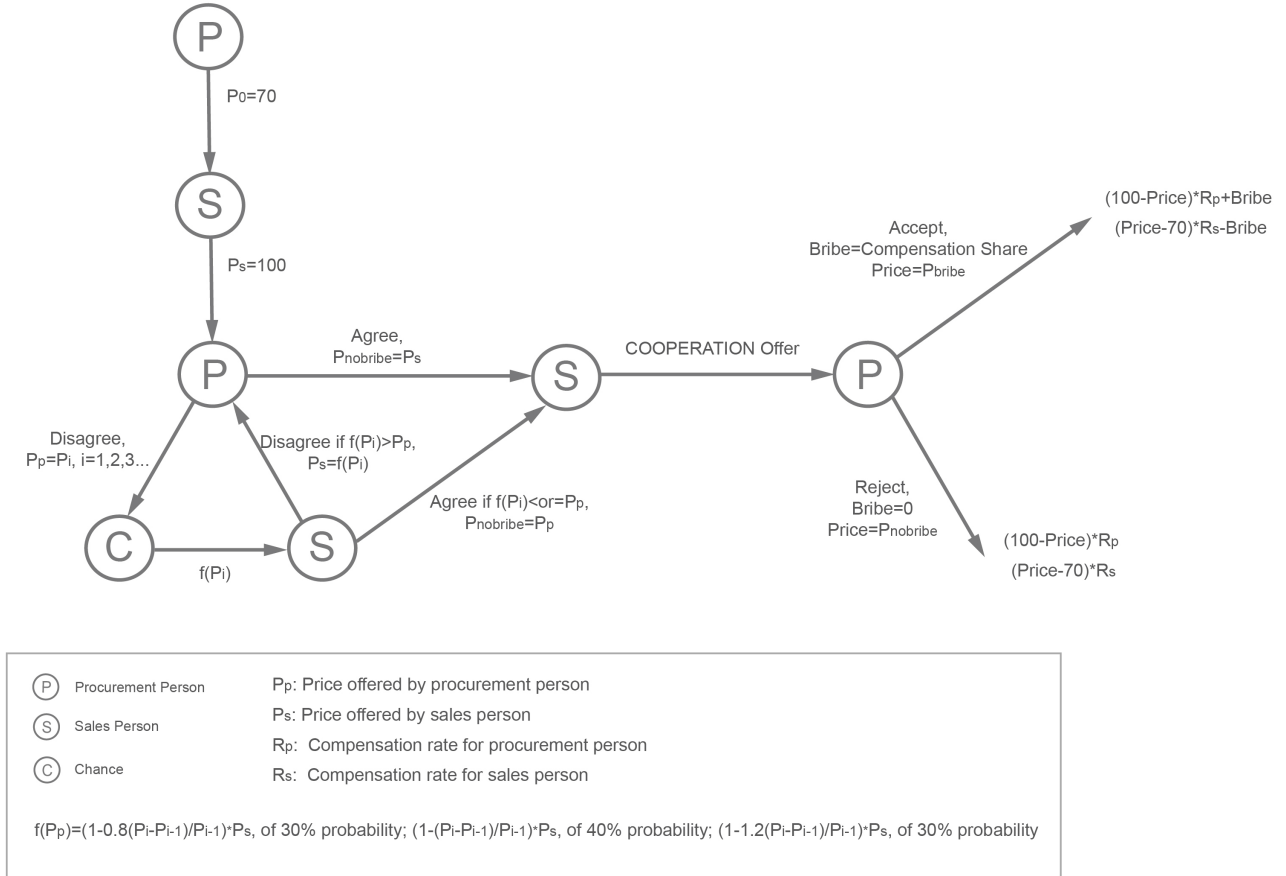 P
P0=70
S
Ps=100
P
Agree,
Pnobribe=Ps
S
COOPERATION Offer
P
Accept,
Bribe=Compensation Share
Price=Pbribe
(100-Price)*Rp+Bribe
(Price-70)*Rs-Bribe
Disagree,
Pp=Pi, i=1,2,3...
Disagree if f(Pi)>Pp,
Ps=f(Pi)
Agree if f(Pi)<or=Pp,
Pnobribe=Pp
Reject,
Bribe=0
Price=Pnobribe
(100-Price)*Rp
(Price-70)*Rs
C
f(Pi)
S
P Procurement Person
S Sales Person
C Chance
Pp: Price offered by procurement person
Ps: Price offered by sales person
Rp: Compensation rate for procurement person
Rs: Compensation rate for sales person
f(Pp)=(1-0.8(Pi-Pi-1)/Pi-1)*Ps, of 30% probability; (1-(Pi-Pi-1)/Pi-1)*Ps, of 40% probability; (1-1.2(Pi-Pi-1)/Pi-1)*Ps, of 30% probability